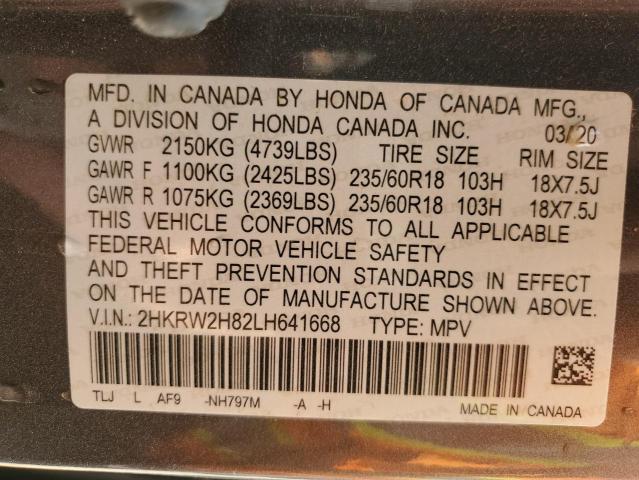 MFD. IN CANADA BY HONDA OF CANADA MFG.,
A DIVISION OF HONDA CANADA INC. 03/20
GVWR 2150KG (4739LBS) TIRE SIZE RIM SIZE
GAWR F 1100KG (2425LBS) 235/60R18 103H 18X7.5J
GAWR R 1075KG (2369LBS) 235/60R18 103H 18X7.5J
THIS VEHICLE CONFORMS TO ALL APPLICABLE
FEDERAL MOTOR VEHICLE SAFETY
AND THEFT PREVENTION STANDARDS IN EFFECT
ON THE DATE OF MANUFACTURE SHOWN ABOVE.
V.I.N.: 2HKRW2H82LH641668 TYPE: MPV
TLJ L AF9 -NH797M -A -H MADE IN CANADA